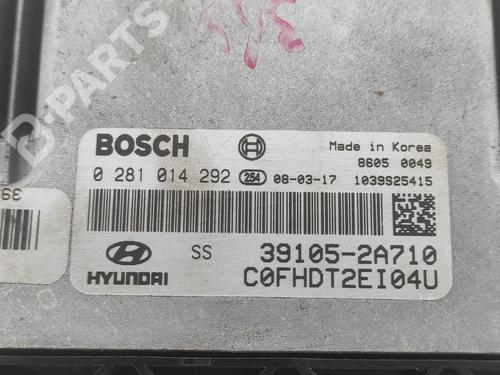 B-PARTS
BOSCH
Made in Korea
8605 0049
0 281 014 292 254 08-03-17 1039S25415
HYUNDAI SS 39105-2A710
C0FHDT2EI04U
39